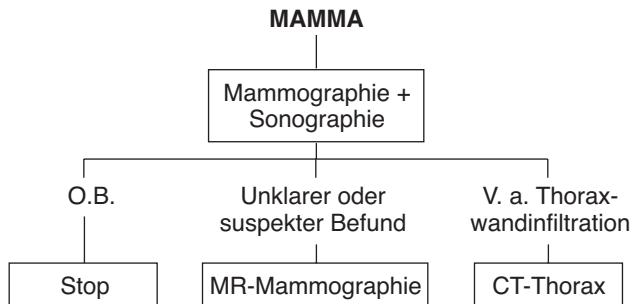 MAMMA
Mammographie +
Sonographie
O.B.
Unklarer oder
suspekter Befund
V. a. Thorax-
wandinfiltration
Stop
MR-Mammographie
CT-Thorax